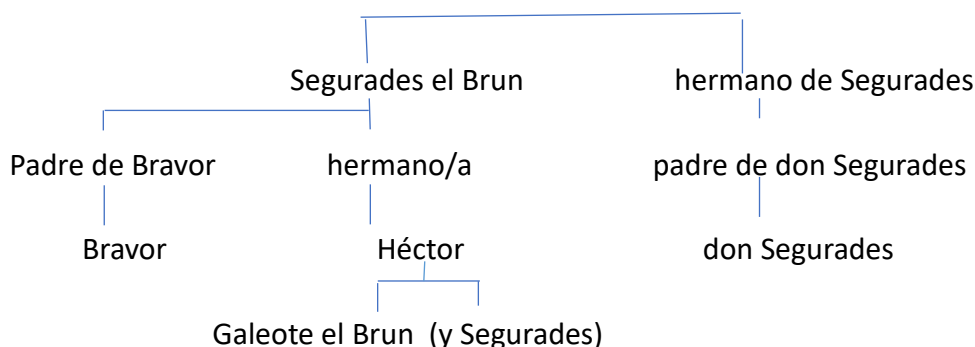 Segurades el Brun hermano de Segurades
Padre de Bravor hermano/a padre de don Segurades
Bravor Héctor don Segurades
Galeote el Brun (y Segurades)